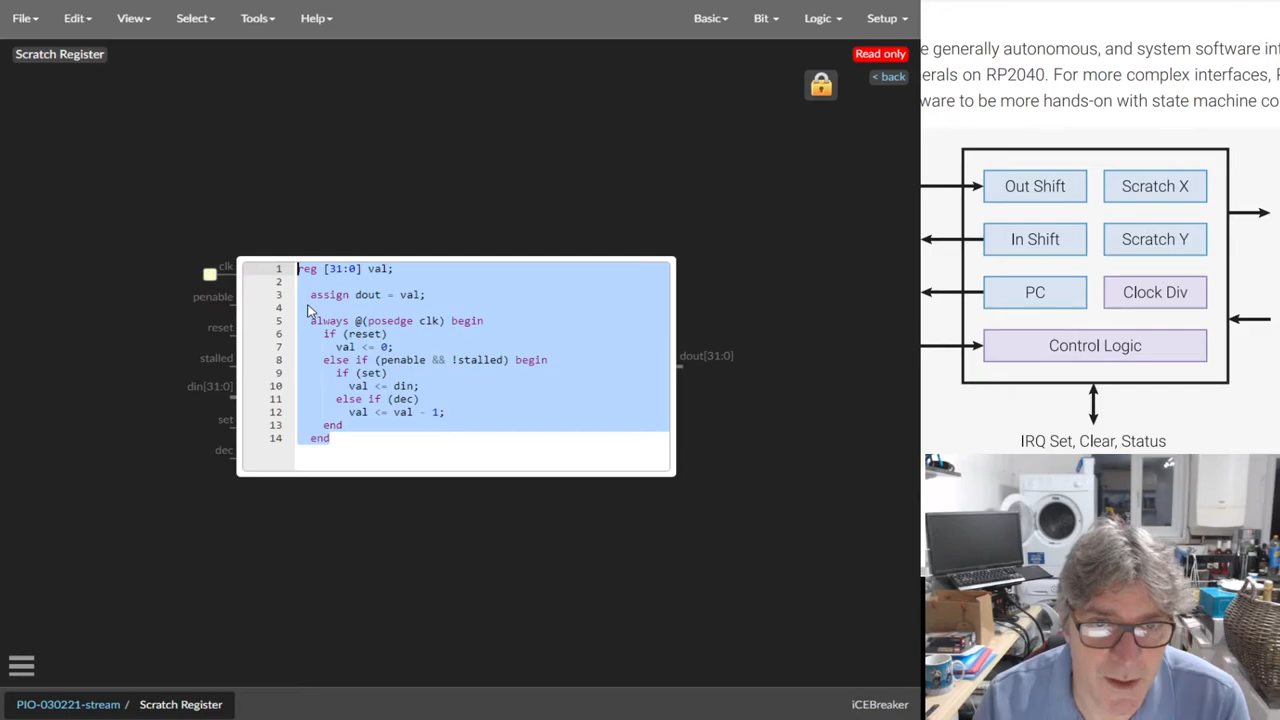 File Edit View Select Tools Help Basic Bit Logic Setup
Scratch Register
Read only
< back
clk
penable
reset
stalled
din[31:0]
set
dec
1 reg [31:0] val;
2
3 assign dout = val;
4
5 always @(posedge clk) begin
6 if (reset)
7 val <= 0;
8 else if (penable && !stalled) begin
9 if (set)
10 val <= din;
11 else if (dec)
12 val <= val - 1;
13 end
14 end
dout[31:0]
PIO-030221-stream / Scratch Register
iCEBreaker
e generally autonomous, and system software in
erals on RP2040. For more complex interfaces,
ware to be more hands-on with state machine co
Out Shift Scratch X
In Shift Scratch Y
PC Clock Div
Control Logic
IRQ Set, Clear, Status